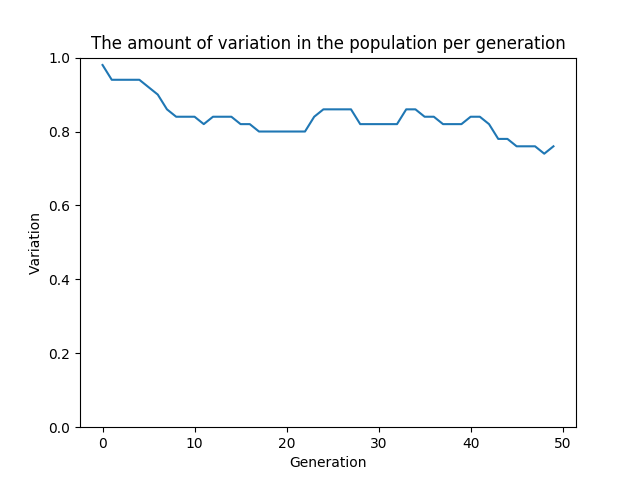 The amount of variation in the population per generation
1.0
0.8
0.6
0.4
0.2
0.0
Variation
0 10 20 30 40 50
Generation